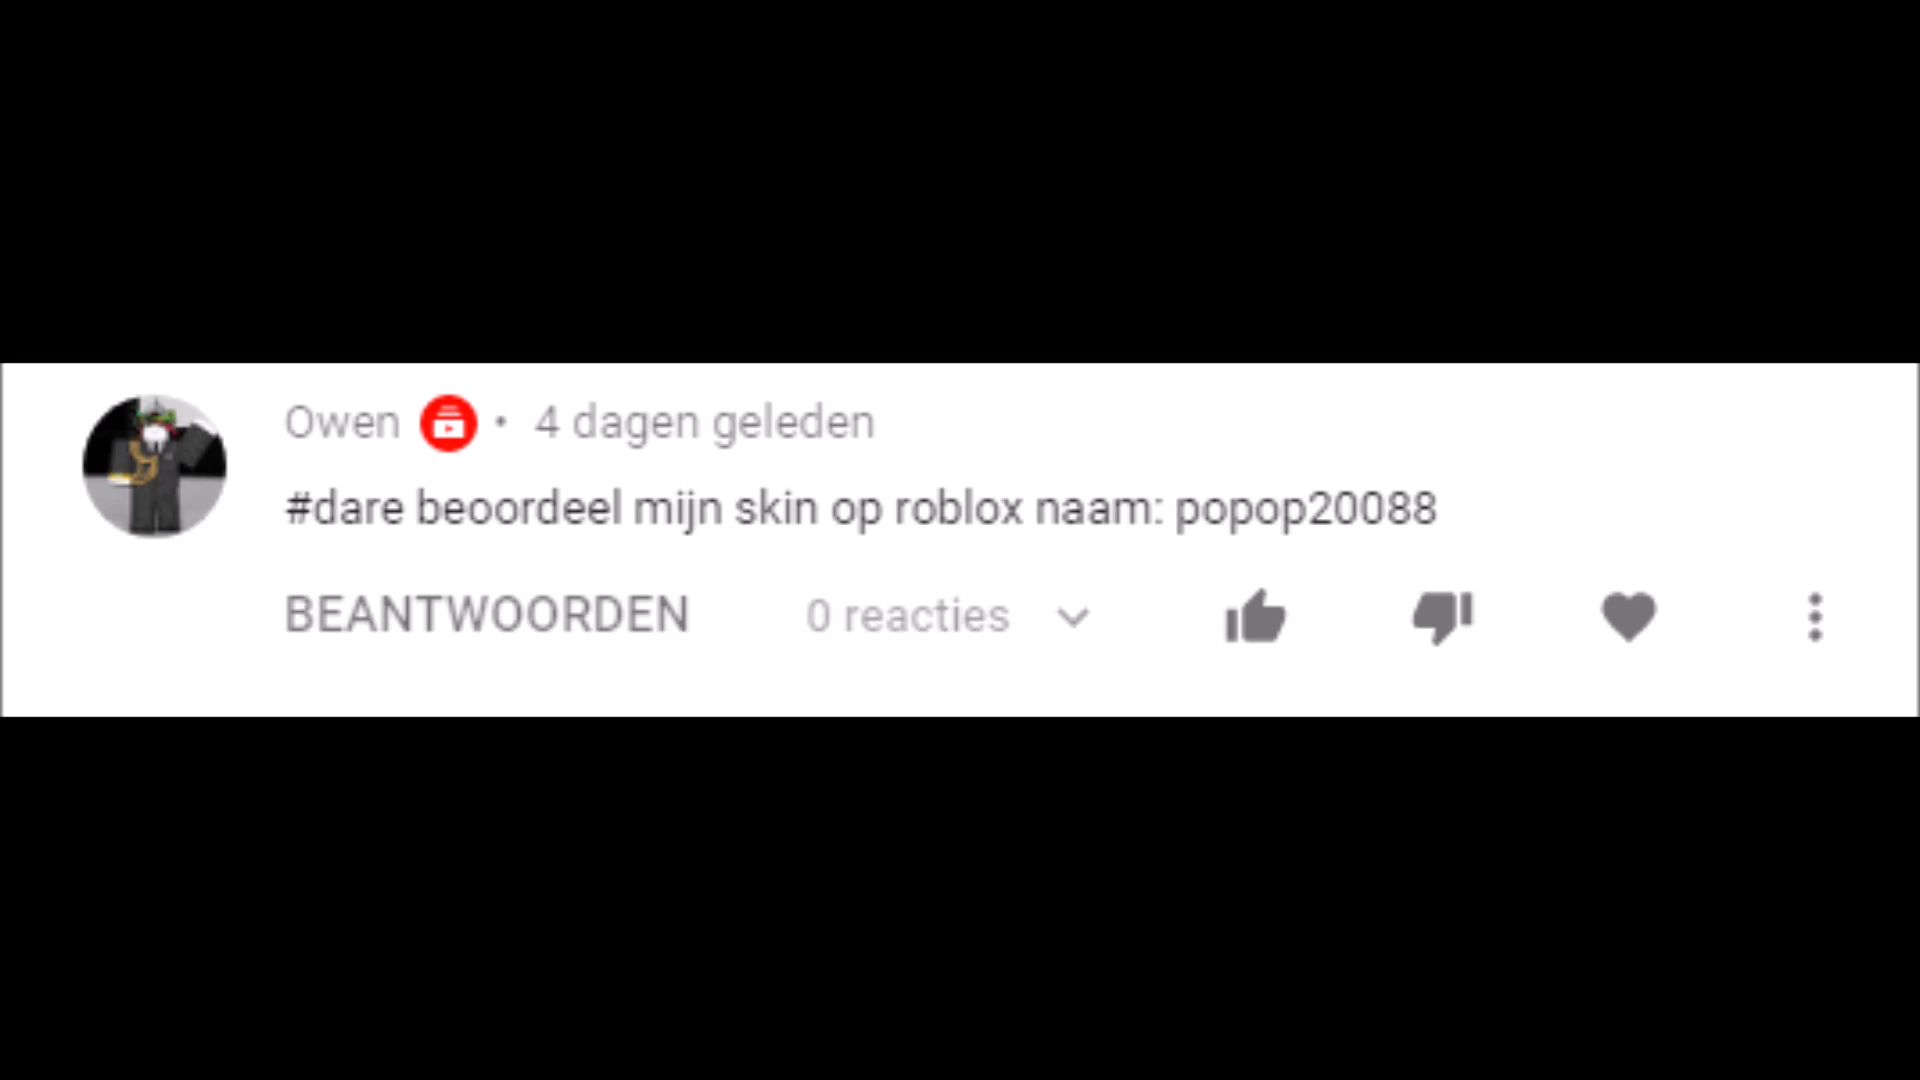 Owen • 4 dagen geleden
#dare beoordeel mijn skin op roblox naam: popop20088
BEANTWOORDEN 0 reacties